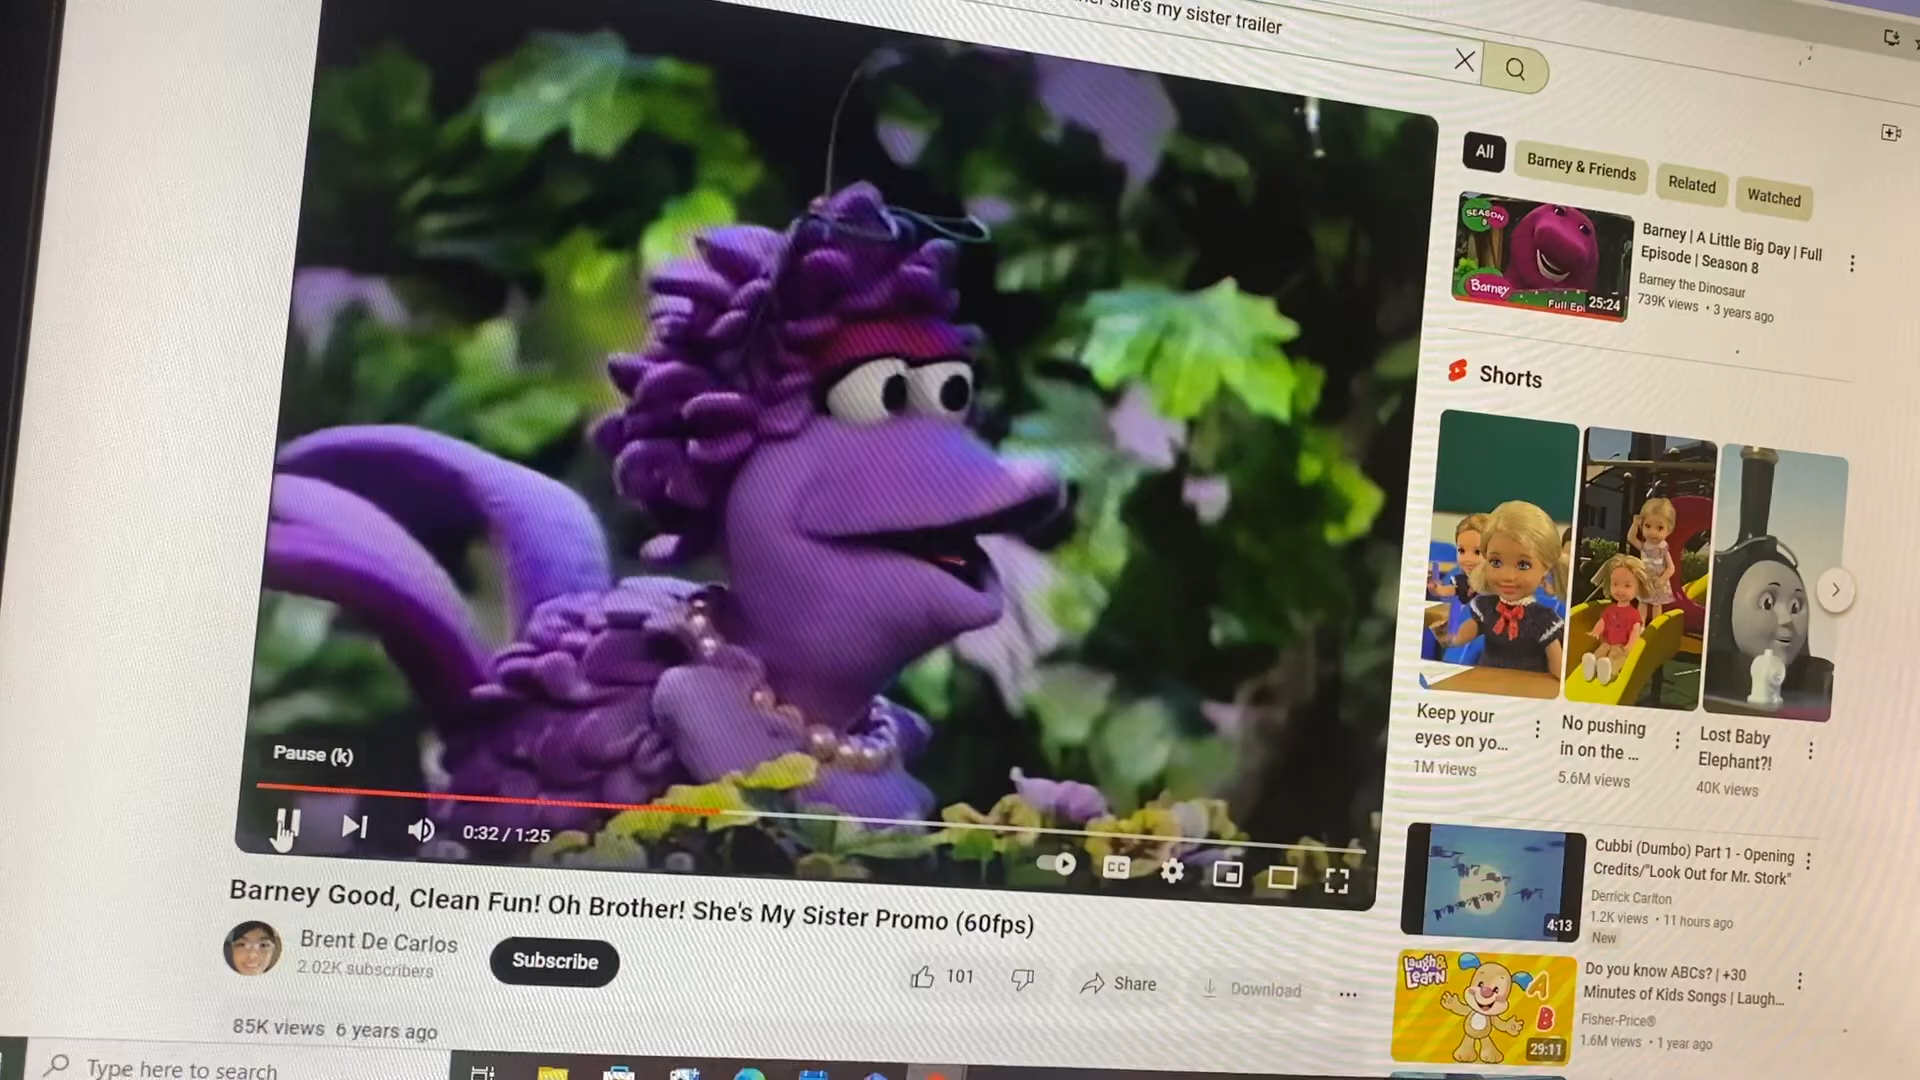 she's my sister trailer
All
Barney & Friends
Related
Watched
SEASON
8
Barney
Full Epi
25:24
Barney | A Little Big Day | Full
Episode | Season 8
Barney the Dinosaur
739K views • 3 years ago
Shorts
Keep your
eyes on yo...
1M views
No pushing
in on the ...
5.6M views
Lost Baby
Elephant?!
40K views
Pause (k)
0:32 / 1:25
CC
Barney Good, Clean Fun! Oh Brother! She's My Sister Promo (60fps)
Brent De Carlos
2.02K subscribers
Subscribe
101
Share
Download
85K views 6 years ago
4:13
Cubbi (Dumbo) Part 1 - Opening
Credits/"Look Out for Mr. Stork"
Derrick Carlton
1.2K views • 11 hours ago
New
Laugh &
Learn
A
B
29:11
Do you know ABCs? | +30
Minutes of Kids Songs | Laugh...
Fisher-Price®
1.6M views • 1 year ago
Type here to search